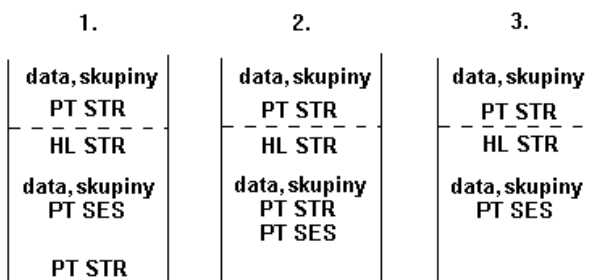 1.
data, skupiny
PT STR
HL STR
data, skupiny
PT SES
PT STR
2.
data, skupiny
PT STR
HL STR
data, skupiny
PT STR
PT SES
3.
data, skupiny
PT STR
HL STR
data, skupiny
PT SES